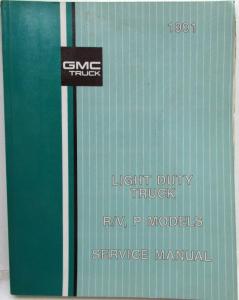 1991
GMC
TRUCK
LIGHT DUTY
TRUCK
R/V, P MODELS
SERVICE MANUAL